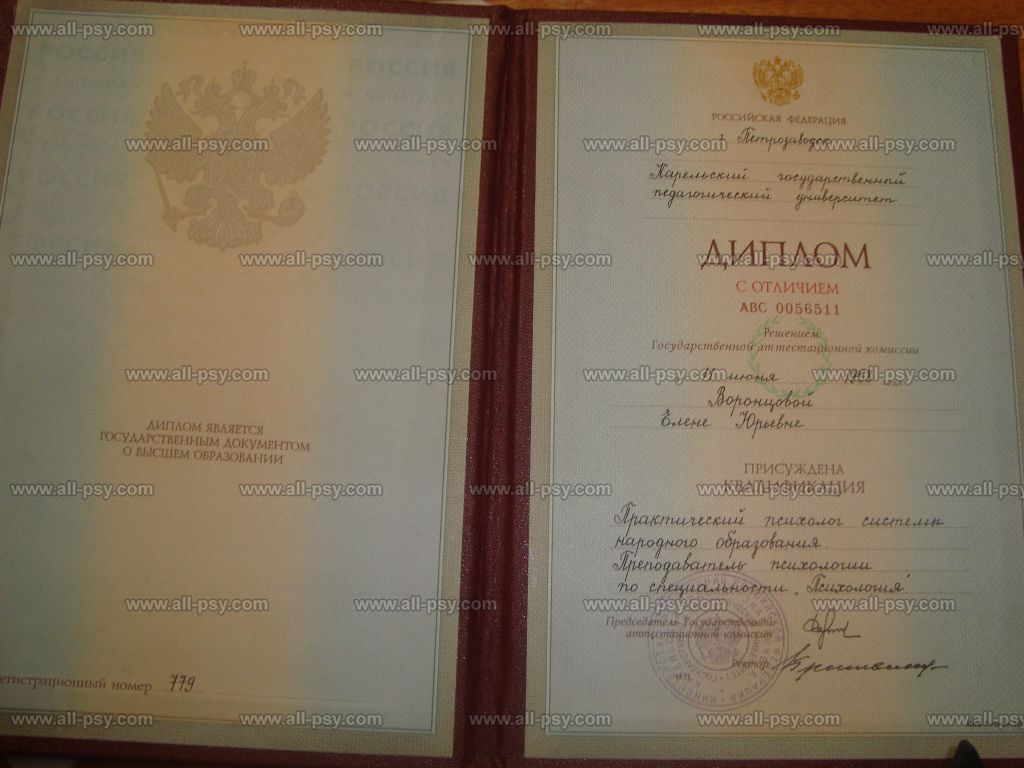 ДИПЛОМ ЯВЛЯЕТСЯ
ГОСУДАРСТВЕННЫМ ДОКУМЕНТОМ
О ВЫСШЕМ ОБРАЗОВАНИИ
егистрационный номер 779
РОССИЙСКАЯ ФЕДЕРАЦИЯ
г. Петрозаводск
Карельский государственный
педагогический университет
ДИПЛОМ
С ОТЛИЧИЕМ
АВС 0056511
Решением
Государственной аттестационной комиссии
июня
Воронцовой
Елене Юрьевне
ПРИСУЖДЕНА
КВАЛИФИКАЦИЯ
Практический психолог системы
народного образования.
Преподаватель психологии
по специальности "Психология"
Председатель Государственной
аттестационной комиссии
Ректор
М.П.
www.all-psy.com